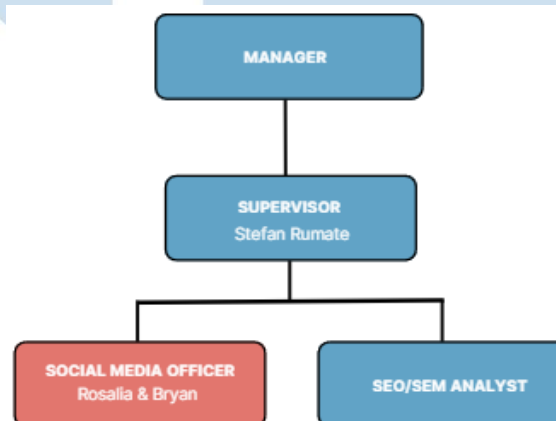 MANAGER
SUPERVISOR
Stefan Rumate
SOCIAL MEDIA OFFICER
Rosalia & Bryan
SEO/SEM ANALYST